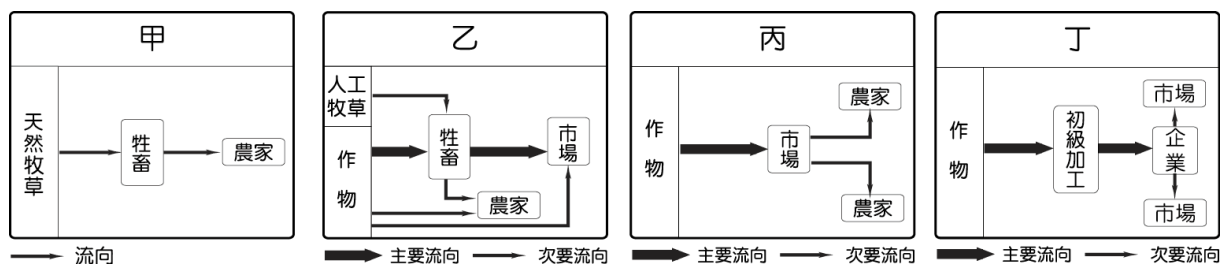 甲
天然牧草
牲畜
農家
流向
乙
人工
牧草
作物
牲畜
市場
農家
主要流向
次要流向
丙
作物
市場
農家
農家
主要流向
次要流向
丁
作物
初級加工
企業
市場
市場
主要流向
次要流向